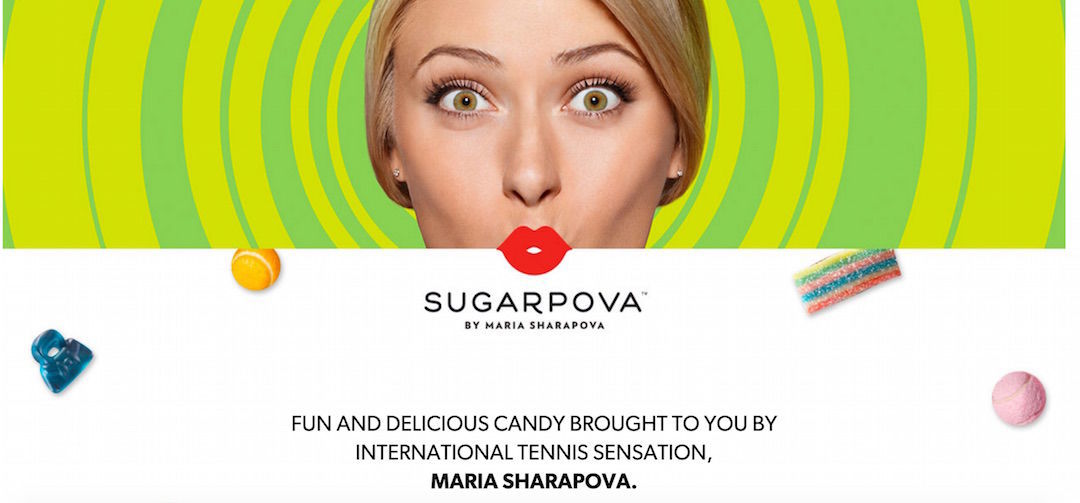 SUGARPOVA™
BY MARIA SHARAPOVA
FUN AND DELICIOUS CANDY BROUGHT TO YOU BY
INTERNATIONAL TENNIS SENSATION,
MARIA SHARAPOVA.